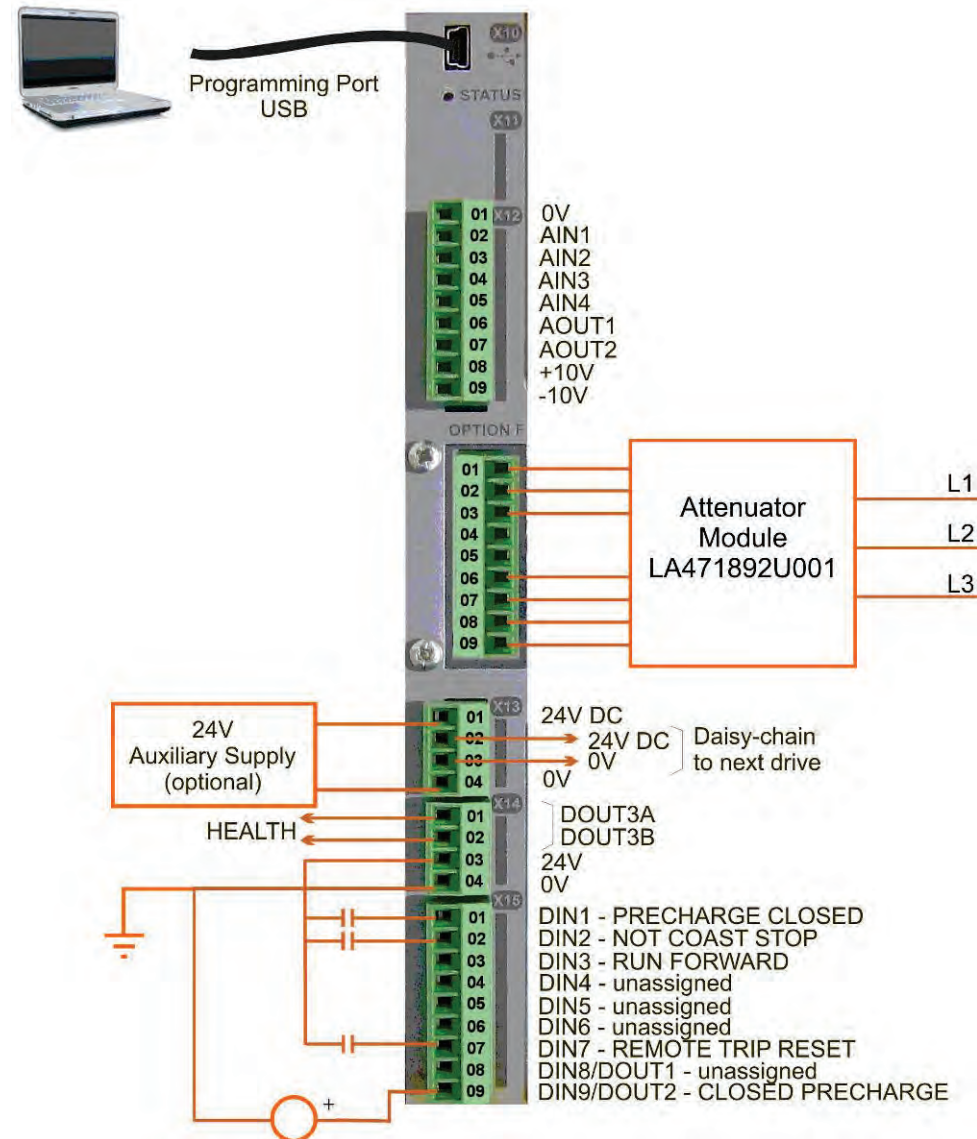 X10
Programming Port
USB
STATUS
X11
01 X12 0V
02 AIN1
03 AIN2
04 AIN3
05 AIN4
06 AOUT1
07 AOUT2
08 +10V
09 -10V
OPTION F
01
02
03
04
05
06
07
08
09
Attenuator
Module
LA471892U001
L1
L2
L3
24V
Auxiliary Supply
(optional)
X13
01 24V DC
02 24V DC
03 0V
04 0V
Daisy-chain
to next drive
HEALTH
X14
01 DOUT3A
02 DOUT3B
03 24V
04 0V
X15
01 DIN1 - PRECHARGE CLOSED
02 DIN2 - NOT COAST STOP
03 DIN3 - RUN FORWARD
04 DIN4 - unassigned
05 DIN5 - unassigned
06 DIN6 - unassigned
07 DIN7 - REMOTE TRIP RESET
08 DIN8/DOUT1 - unassigned
09 DIN9/DOUT2 - CLOSED PRECHARGE
+